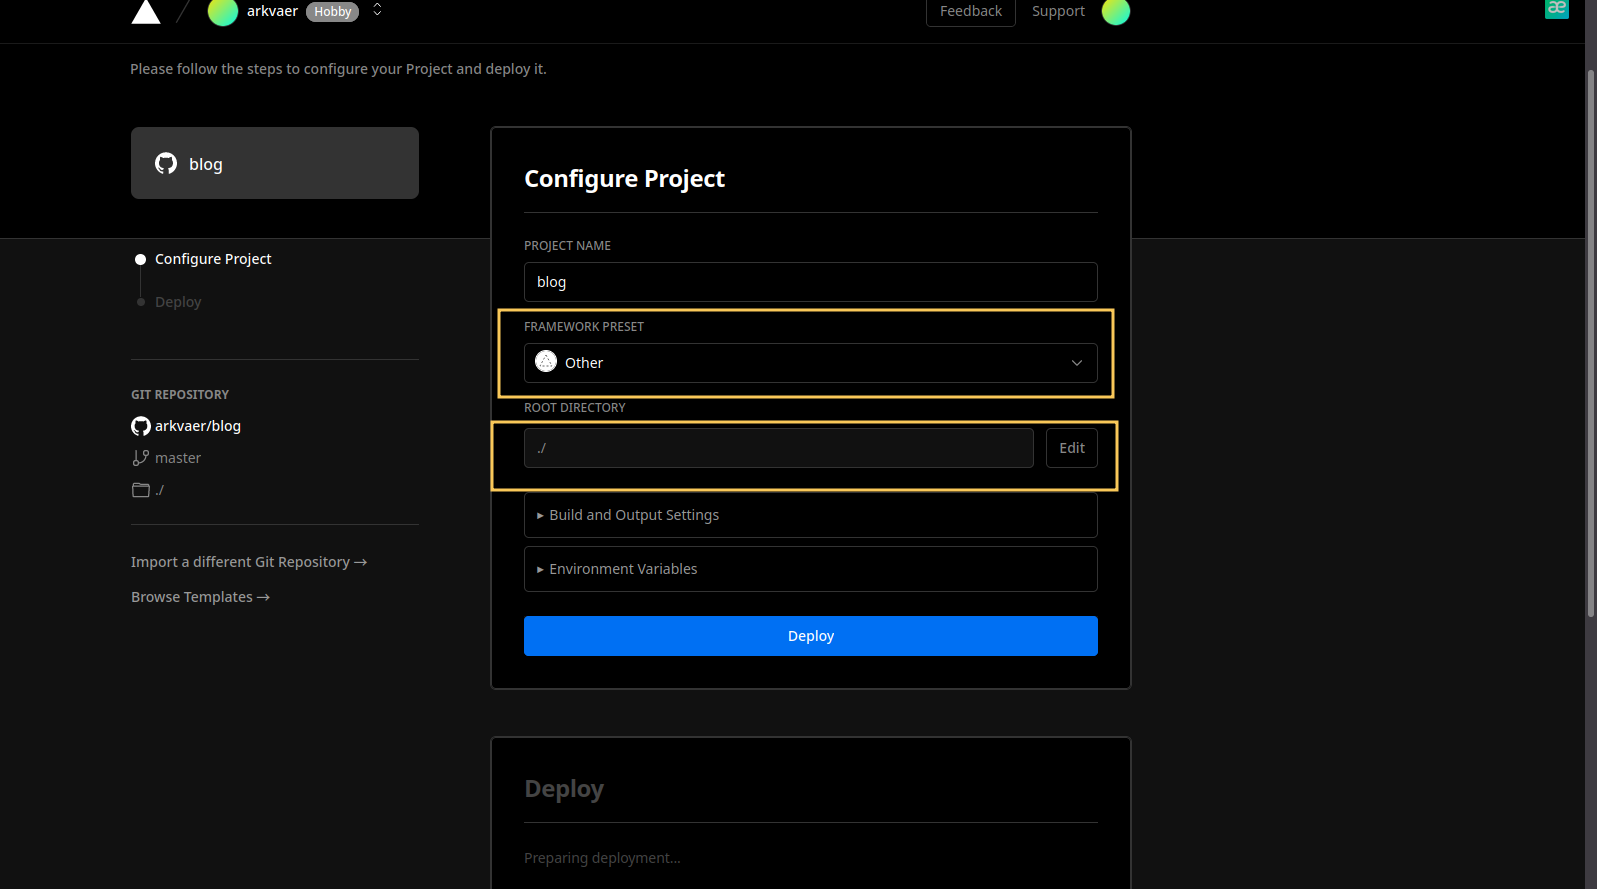 arkvaer Hobby
Feedback Support
æ
Please follow the steps to configure your Project and deploy it.
blog
Configure Project
Deploy
GIT REPOSITORY
arkvaer/blog
master
./
Import a different Git Repository →
Browse Templates →
Configure Project
PROJECT NAME
blog
FRAMEWORK PRESET
Other
ROOT DIRECTORY
./ Edit
Build and Output Settings
Environment Variables
Deploy
Deploy
Preparing deployment...